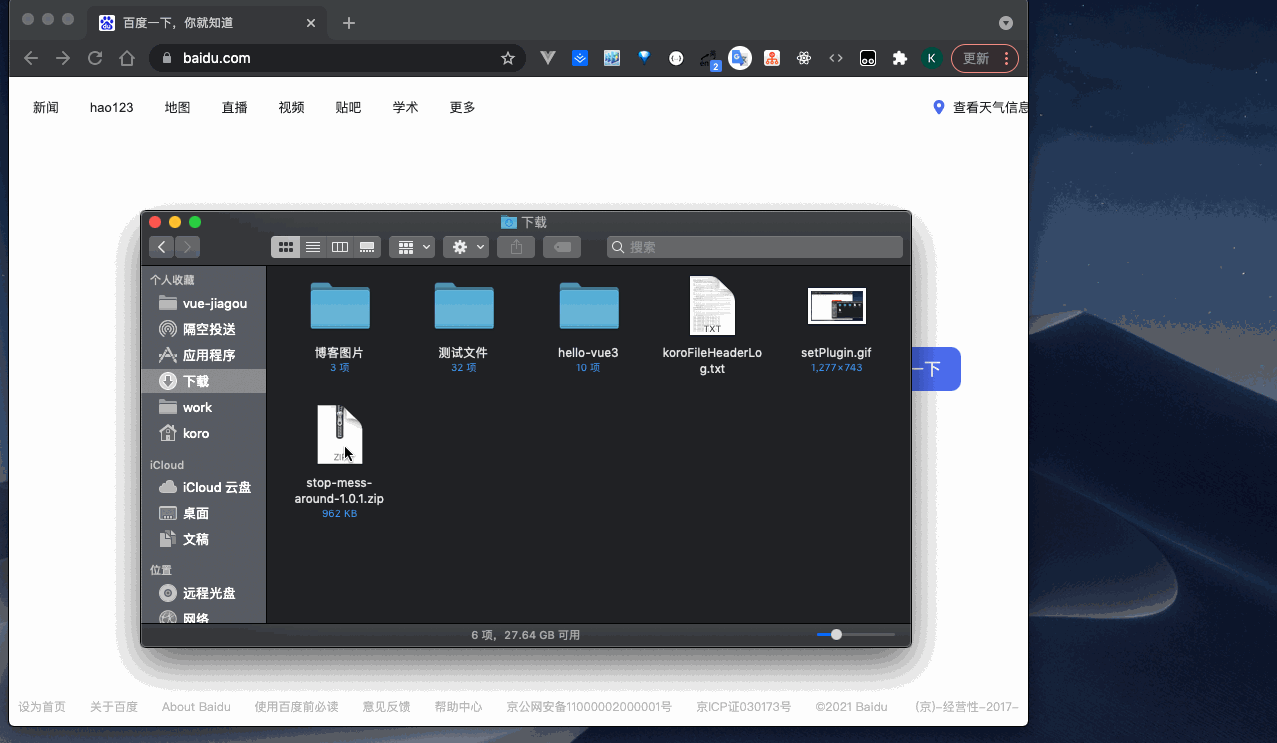 百度一下，你就知道
baidu.com
en
2
K
更新
新闻 hao123 地图 直播 视频 贴吧 学术 更多
查看天气信息
下载
搜索
个人收藏
vue-jiagou
隔空投送
应用程序
下载
work
koro
iCloud
iCloud 云盘
桌面
文稿
位置
远程光盘
网络
博客图片
3 项
测试文件
32 项
hello-vue3
10 项
TXT
koroFileHeaderLo
g.txt
setPlugin.gif
1,277×743
ZIP
stop-mess-
around-1.0.1.zip
962 KB
一下
6 项，27.64 GB 可用
设为首页 关于百度 About Baidu 使用百度前必读 意见反馈 帮助中心 京公网安备11000002000001号 京ICP证030173号 ©2021 Baidu (京)-经营性-2017-